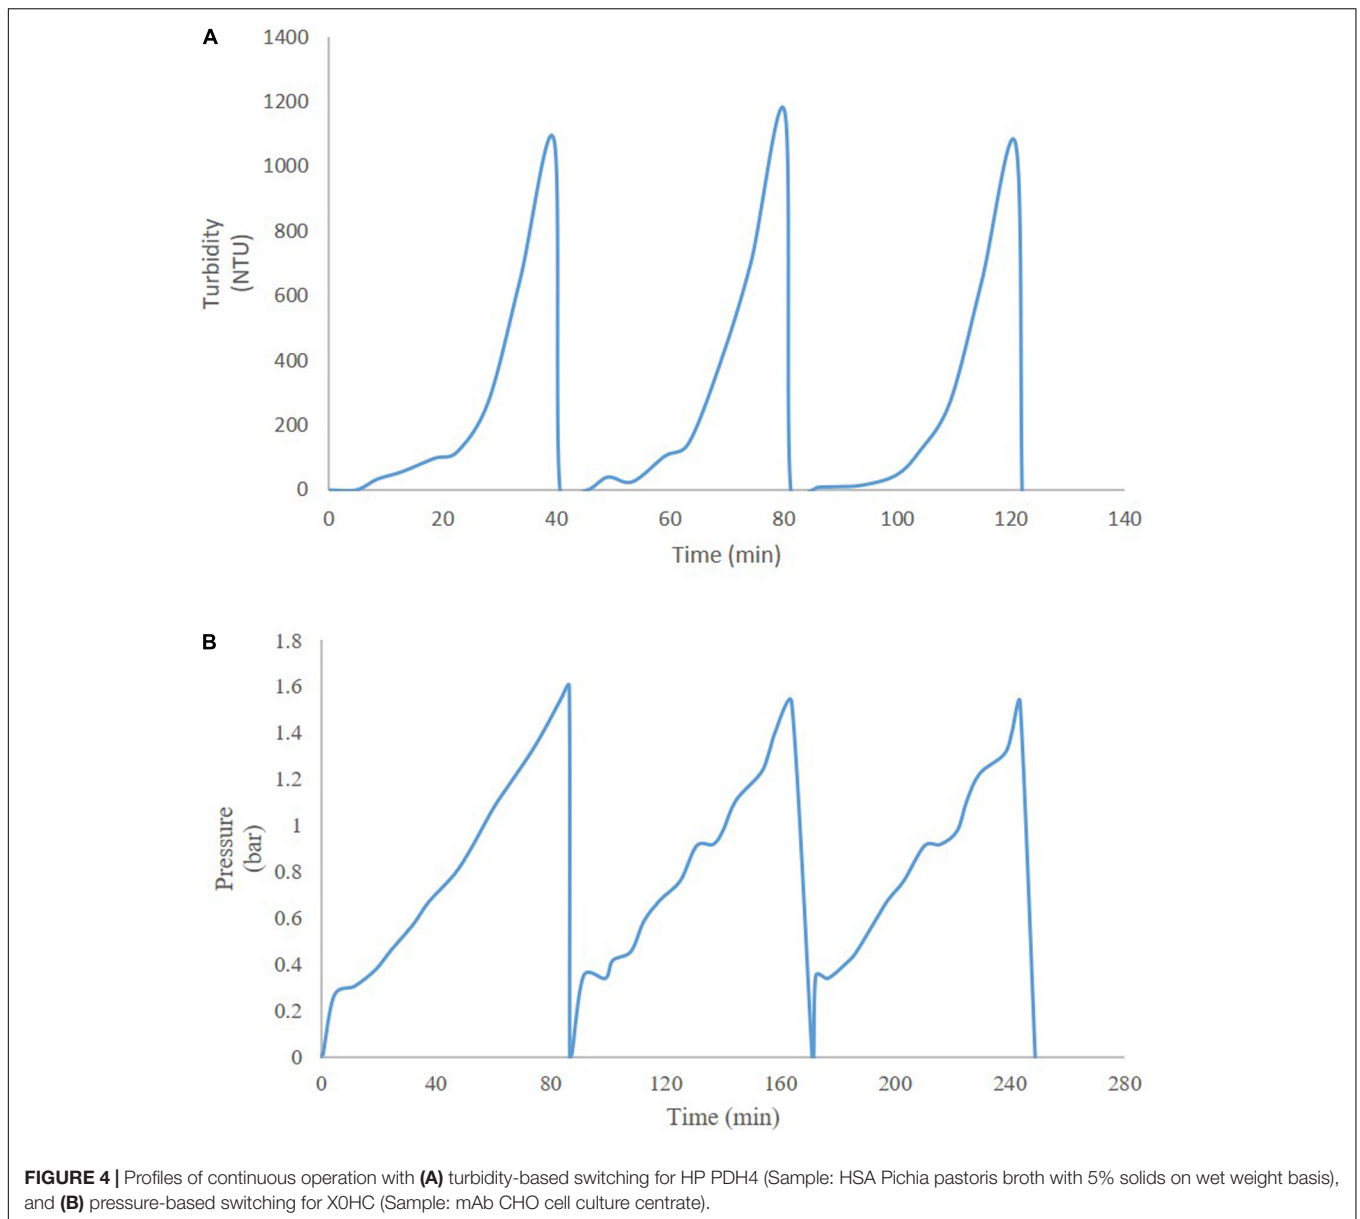 A
1400
1200
1000
800
600
400
200
0
Turbidity
(NTU)
0 20 40 60 80 100 120 140
Time (min)
B
1.8
1.6
1.4
1.2
1
0.8
0.6
0.4
0.2
0
Pressure
(bar)
0 40 80 120 160 200 240 280
Time (min)
FIGURE 4 | Profiles of continuous operation with (A) turbidity-based switching for HP PDH4 (Sample: HSA Pichia pastoris broth with 5% solids on wet weight basis),
and (B) pressure-based switching for X0HC (Sample: mAb CHO cell culture centrate).